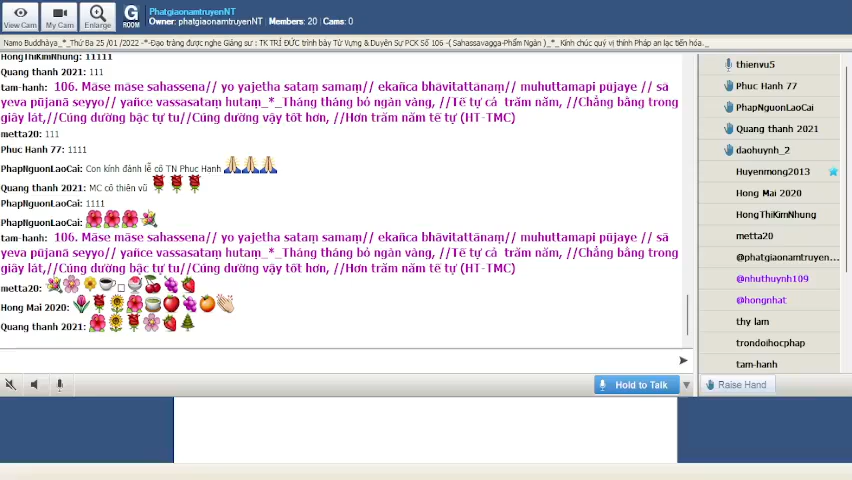 PhatgiaonamtruyenNT
Owner: phatgiaonamtruyenNT Members: 20 Cams: 0
View Cam
My Cam
Enlarge
G
ROOM
Namo Buddhàya_*_Thứ Ba 25 /01 /2022 -*-Đạo tràng được nghe Giảng sư : TK TRÍ ĐỨC trình bày Từ Vựng & Duyên Sự PCK Số 106 -( Sahassavagga-Phẩm Ngàn )_*_Kính chúc quý vị thính Pháp an lạc tiến hóa._
HongThiKimNhung: 11111
Quang thanh 2021: 111
tam-hanh: 106. Māse māse sahassena// yo yajetha sataṃ samaṃ// ekañca bhāvitattānaṃ// muhuttamapi pūjaye // sā
yeva pūjanā seyyo// yañce vassasataṃ hutaṃ_*_Tháng tháng bỏ ngàn vàng, //Tế tự cả trăm năm, //Chẳng bằng trong
giây lát,//Cúng dường bậc tự tu//Cúng dường vậy tốt hơn, //Hơn trăm năm tế tự (HT-TMC)
metta20: 111
Phuc Hanh 77: 1111
PhapNguonLaoCai: Con kính đảnh lễ cô TN Phuc Hạnh
Quang thanh 2021: MC cô thiên vũ
PhapNguonLaoCai: 1111
PhapNguonLaoCai:
tam-hanh: 106. Māse māse sahassena// yo yajetha sataṃ samaṃ// ekañca bhāvitattānaṃ// muhuttamapi pūjaye // sā
yeva pūjanā seyyo// yañce vassasataṃ hutaṃ_*_Tháng tháng bỏ ngàn vàng, //Tế tự cả trăm năm, //Chẳng bằng trong
giây lát,//Cúng dường bậc tự tu//Cúng dường vậy tốt hơn, //Hơn trăm năm tế tự (HT-TMC)
metta20:
Hong Mai 2020:
Quang thanh 2021:
thienvu5
Phuc Hanh 77
PhapNguonLaoCai
Quang thanh 2021
daohuynh_2
Huyenmong2013
Hong Mai 2020
HongThiKimNhung
metta20
@phatgiaonamtruyen...
@nhuthuynh109
@hongnhat
thy lam
trondoihocphap
tam-hanh
Hold to Talk
Raise Hand